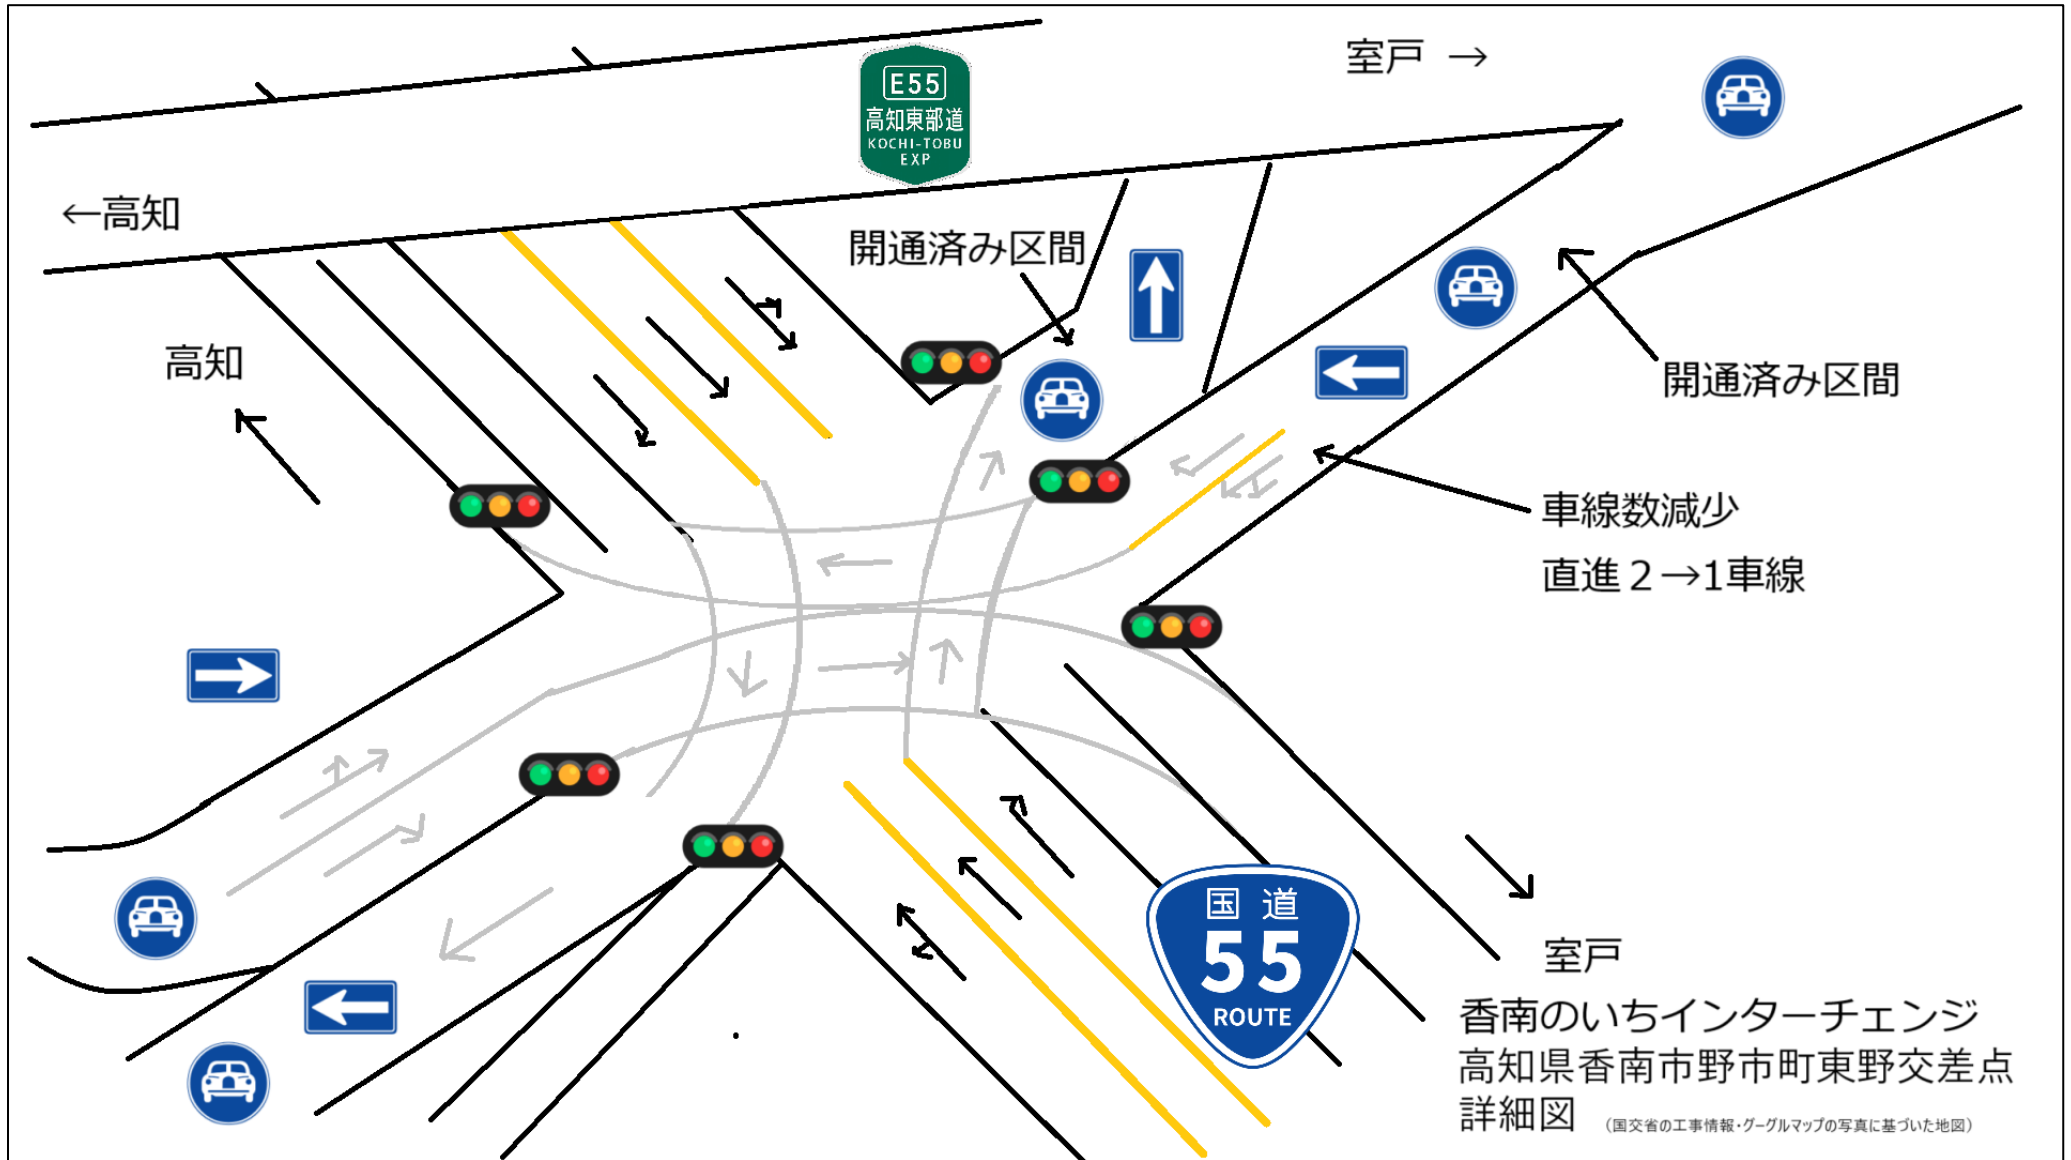 室戸 →
E55
高知東部道
KOCHI-TOBU
EXP
←高知
開通済み区間
高知
開通済み区間
車線数減少
直進２→1車線
国道
55
ROUTE
室戸
香南のいちインターチェンジ
高知県香南市野市町東野交差点
詳細図 （国交省の工事情報・グーグルマップの写真に基づいた地図）